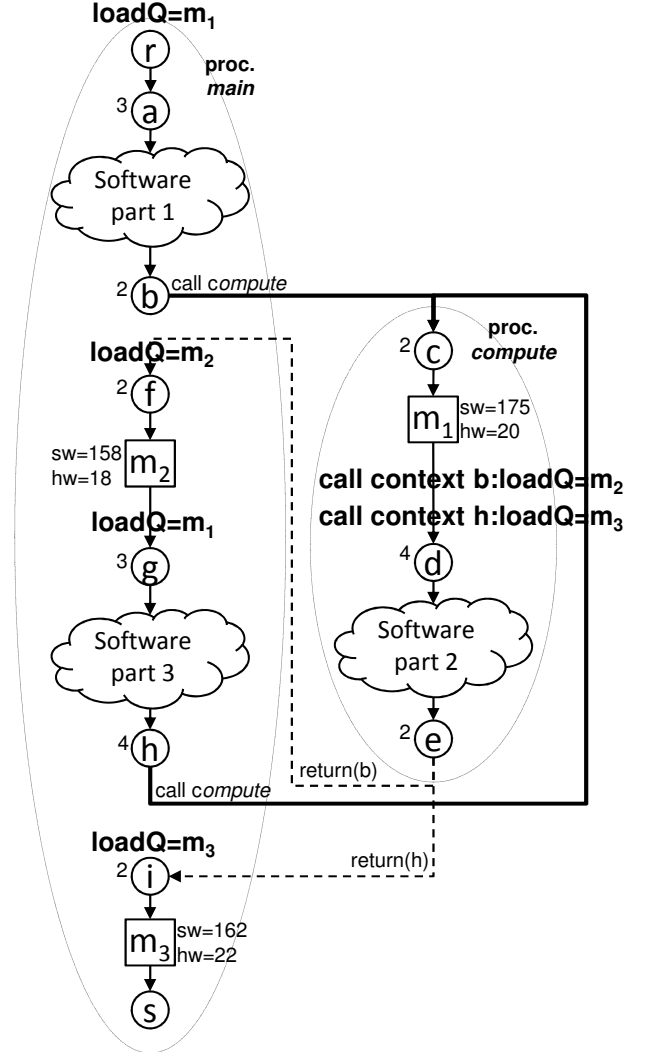 loadQ=m₁
r
proc.
main
3 a
Software
part 1
2 b call compute
loadQ=m₂
2 f
sw=158
hw=18
m₂
loadQ=m₁
3 g
Software
part 3
4 h
call compute
loadQ=m₃
2 i
m₃
sw=162
hw=22
s
proc.
compute
2 c
m₁
sw=175
hw=20
call context b:loadQ=m₂
call context h:loadQ=m₃
4 d
Software
part 2
2 e
return(b)
return(h)